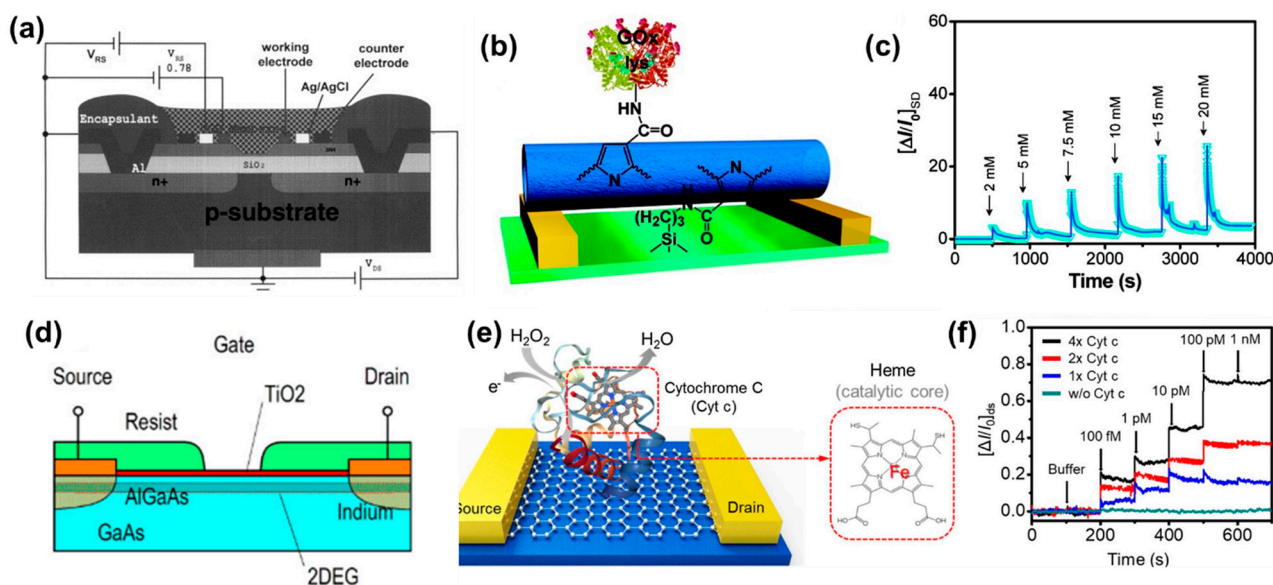 (a)
V_RS
V_RS
0.78
working
electrode
counter
electrode
Ag/AgCl
Encapsulant
Al
SiO2
n+
n+
p-substrate
V_DS
(b)
GOx
lys
HN
C=O
N
N
H
N
C
O
(H2C)3
Si
(c)
[ΔI/I0]SD
60
40
20
0
2 mM
5 mM
7.5 mM
10 mM
15 mM
20 mM
0
1000
2000
3000
4000
Time (s)
(d)
Gate
Source
Drain
TiO2
Resist
AlGaAs
Indium
GaAs
2DEG
(e)
H2O2
H2O
e-
Cytochrome C
(Cyt c)
Source
Drain
Heme
(catalytic core)
HS
SH
N
N
Fe
N
N
HO
O
O
OH
(f)
[ΔI/I0]ds
1.0
0.8
0.6
0.4
0.2
0.0
4x Cyt c
2x Cyt c
1x Cyt c
w/o Cyt c
Buffer
100 fM
1 pM
10 pM
100 pM
1 nM
0
200
400
600
Time (s)